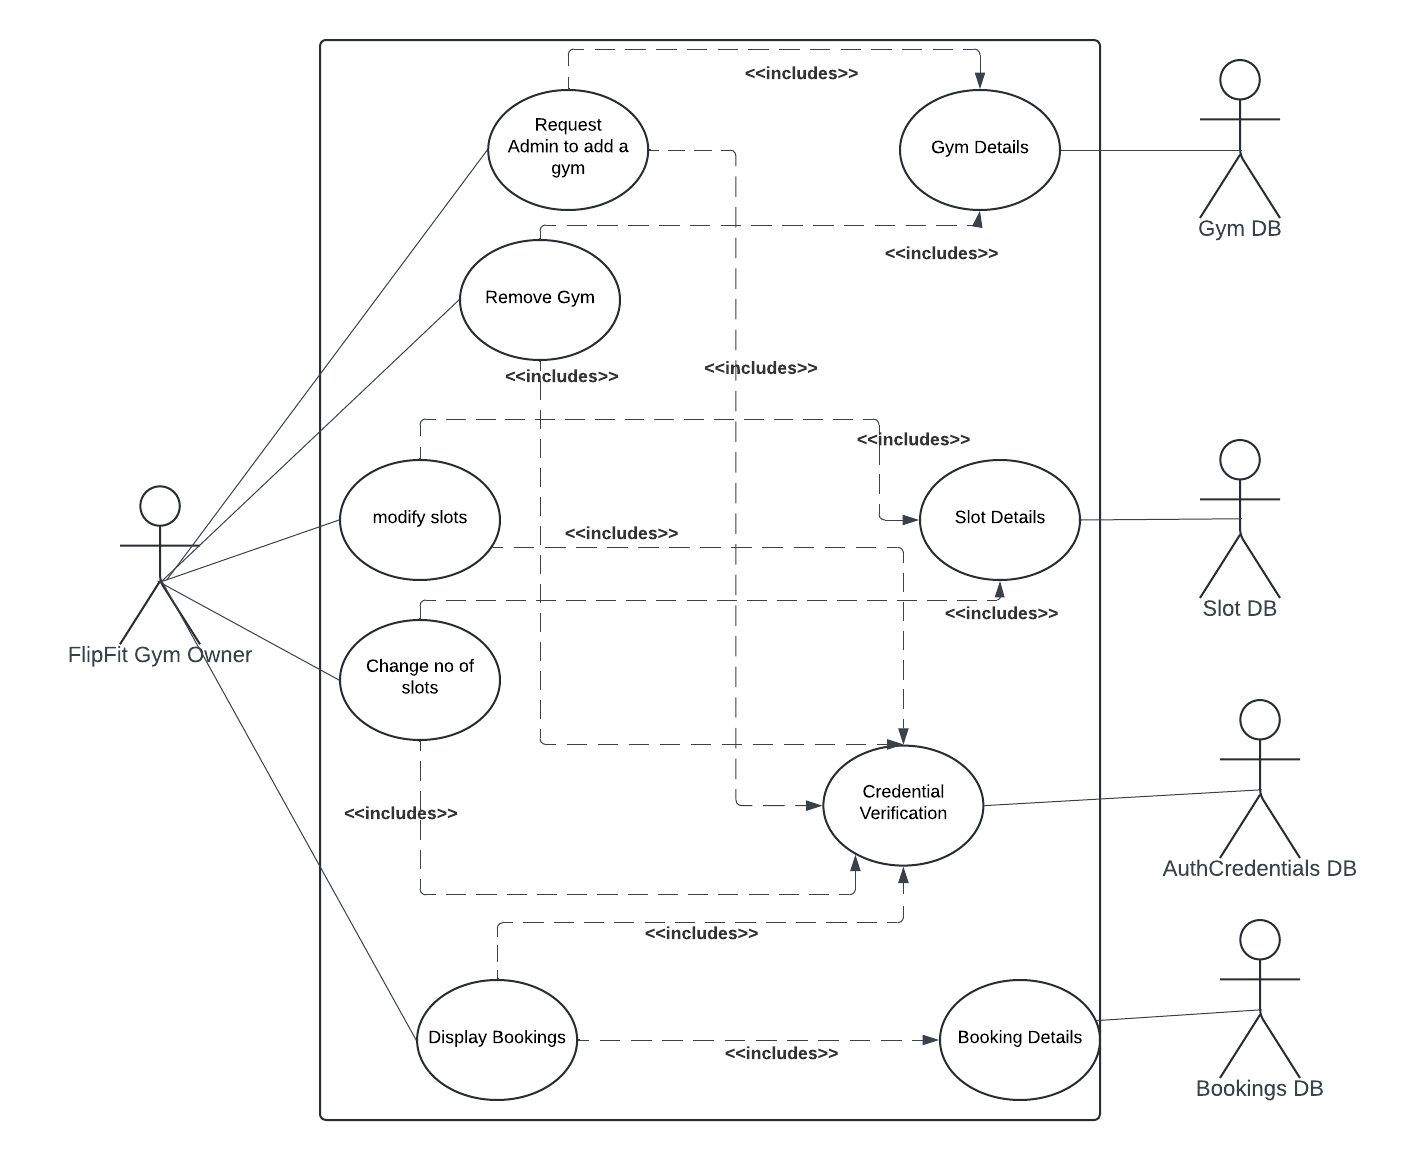 <<includes>>
Request
Admin to add a
gym
Gym Details
Gym DB
<<includes>>
Remove Gym
<<includes>>
<<includes>>
<<includes>>
modify slots
Slot Details
<<includes>>
Slot DB
<<includes>>
FlipFit Gym Owner
Change no of
slots
Credential
Verification
<<includes>>
AuthCredentials DB
<<includes>>
Display Bookings
Booking Details
<<includes>>
Bookings DB